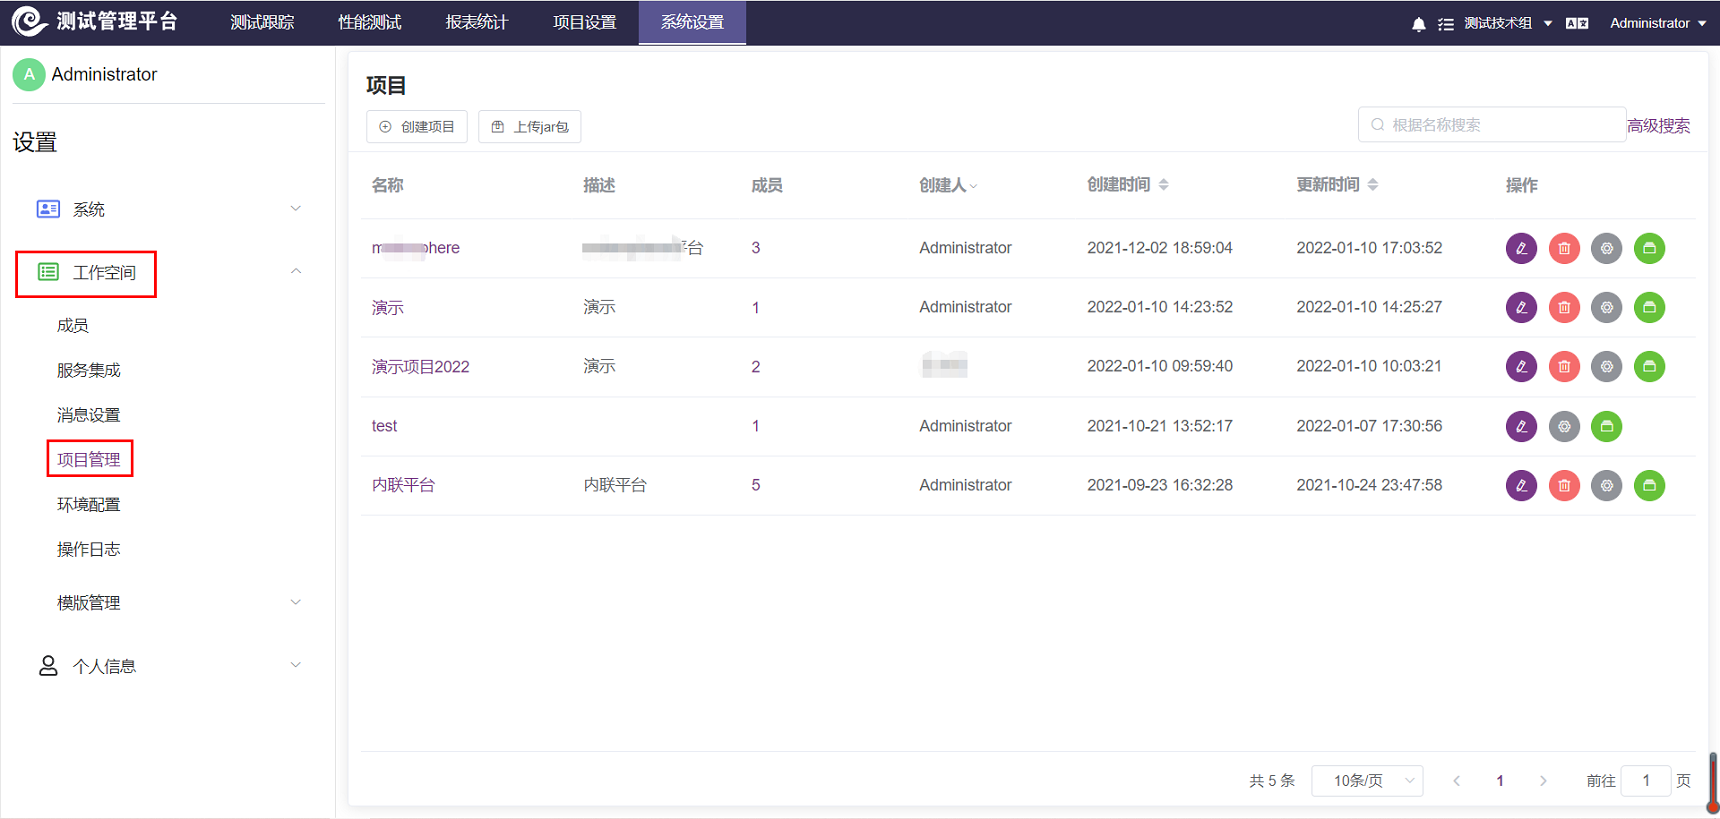 测试管理平台 测试跟踪 性能测试 报表统计 项目设置 系统设置 测试技术组 Administrator
A Administrator
设置
系统
工作空间
成员
服务集成
消息设置
项目管理
环境配置
操作日志
模版管理
个人信息
项目
创建项目 上传jar包 根据名称搜索 高级搜索
名称 描述 成员 创建人 创建时间 更新时间 操作
3 Administrator 2021-12-02 18:59:04 2022-01-10 17:03:52
演示 演示 1 Administrator 2022-01-10 14:23:52 2022-01-10 14:25:27
演示项目2022 演示 2 2022-01-10 09:59:40 2022-01-10 10:03:21
test 1 Administrator 2021-10-21 13:52:17 2022-01-07 17:30:56
内联平台 内联平台 5 Administrator 2021-09-23 16:32:28 2021-10-24 23:47:58
共 5 条 10条/页 1 前往 1 页